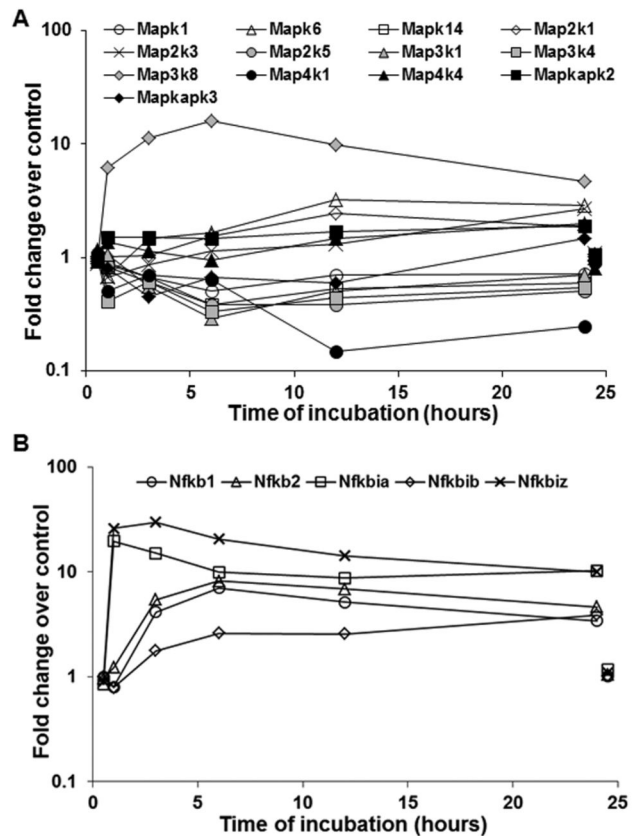 A
Fold change over control
100
10
1
0.1
Mapk1 Mapk6 Mapk14 Map2k1
Map2k3 Map2k5 Map3k1 Map3k4
Map3k8 Map4k1 Map4k4 Mapkapk2
Mapkapk3
0 5 10 15 20 25
Time of incubation (hours)
B
Fold change over control
100
10
1
0.1
Nfkb1 Nfkb2 Nfkbia Nfkbib Nfkbiz
0 5 10 15 20 25
Time of incubation (hours)